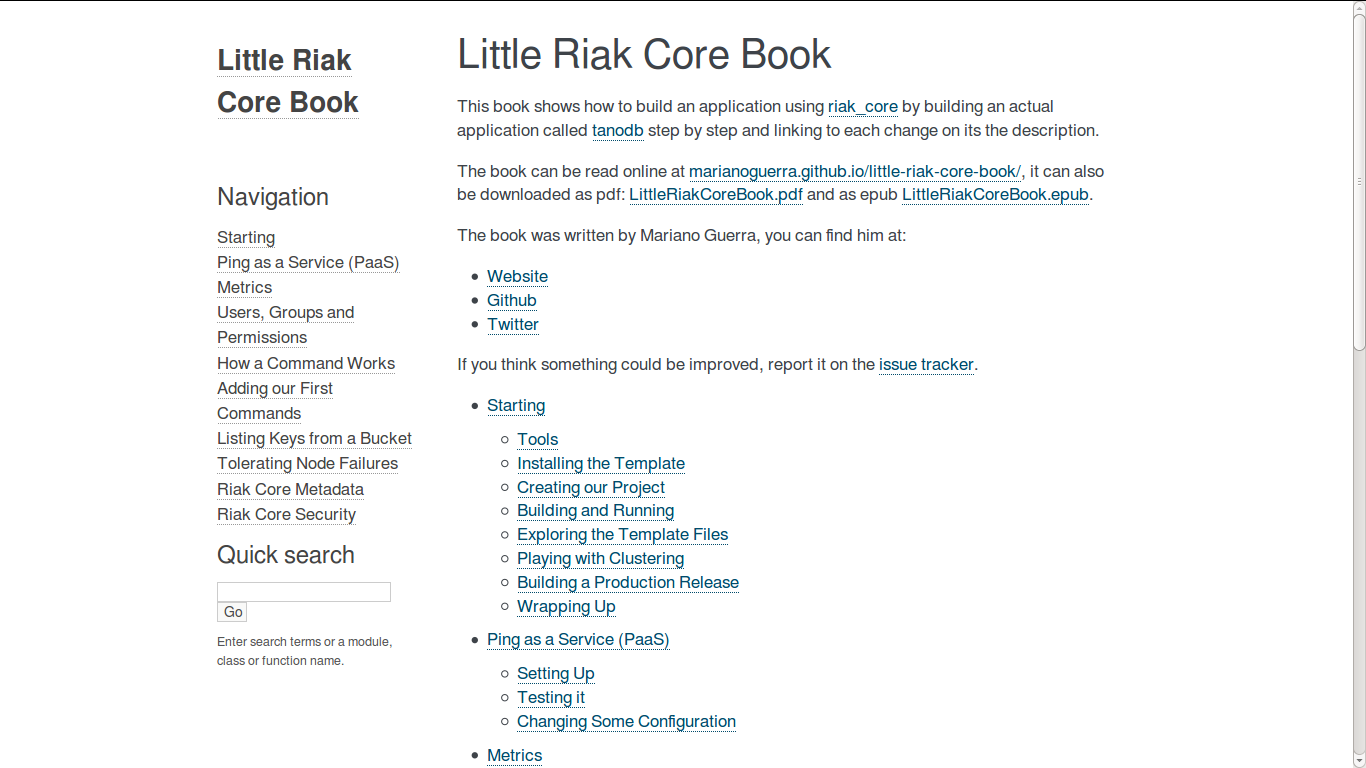 Little Riak
Core Book
Navigation
Starting
Ping as a Service (PaaS)
Metrics
Users, Groups and
Permissions
How a Command Works
Adding our First
Commands
Listing Keys from a Bucket
Tolerating Node Failures
Riak Core Metadata
Riak Core Security
Quick search
Go
Enter search terms or a module,
class or function name.
Little Riak Core Book
This book shows how to build an application using riak_core by building an actual
application called tanodb step by step and linking to each change on its the description.
The book can be read online at marianoguerra.github.io/little-riak-core-book/, it can also
be downloaded as pdf: LittleRiakCoreBook.pdf and as epub LittleRiakCoreBook.epub.
The book was written by Mariano Guerra, you can find him at:
Website
Github
Twitter
If you think something could be improved, report it on the issue tracker.
Starting
Tools
Installing the Template
Creating our Project
Building and Running
Exploring the Template Files
Playing with Clustering
Building a Production Release
Wrapping Up
Ping as a Service (PaaS)
Setting Up
Testing it
Changing Some Configuration
Metrics